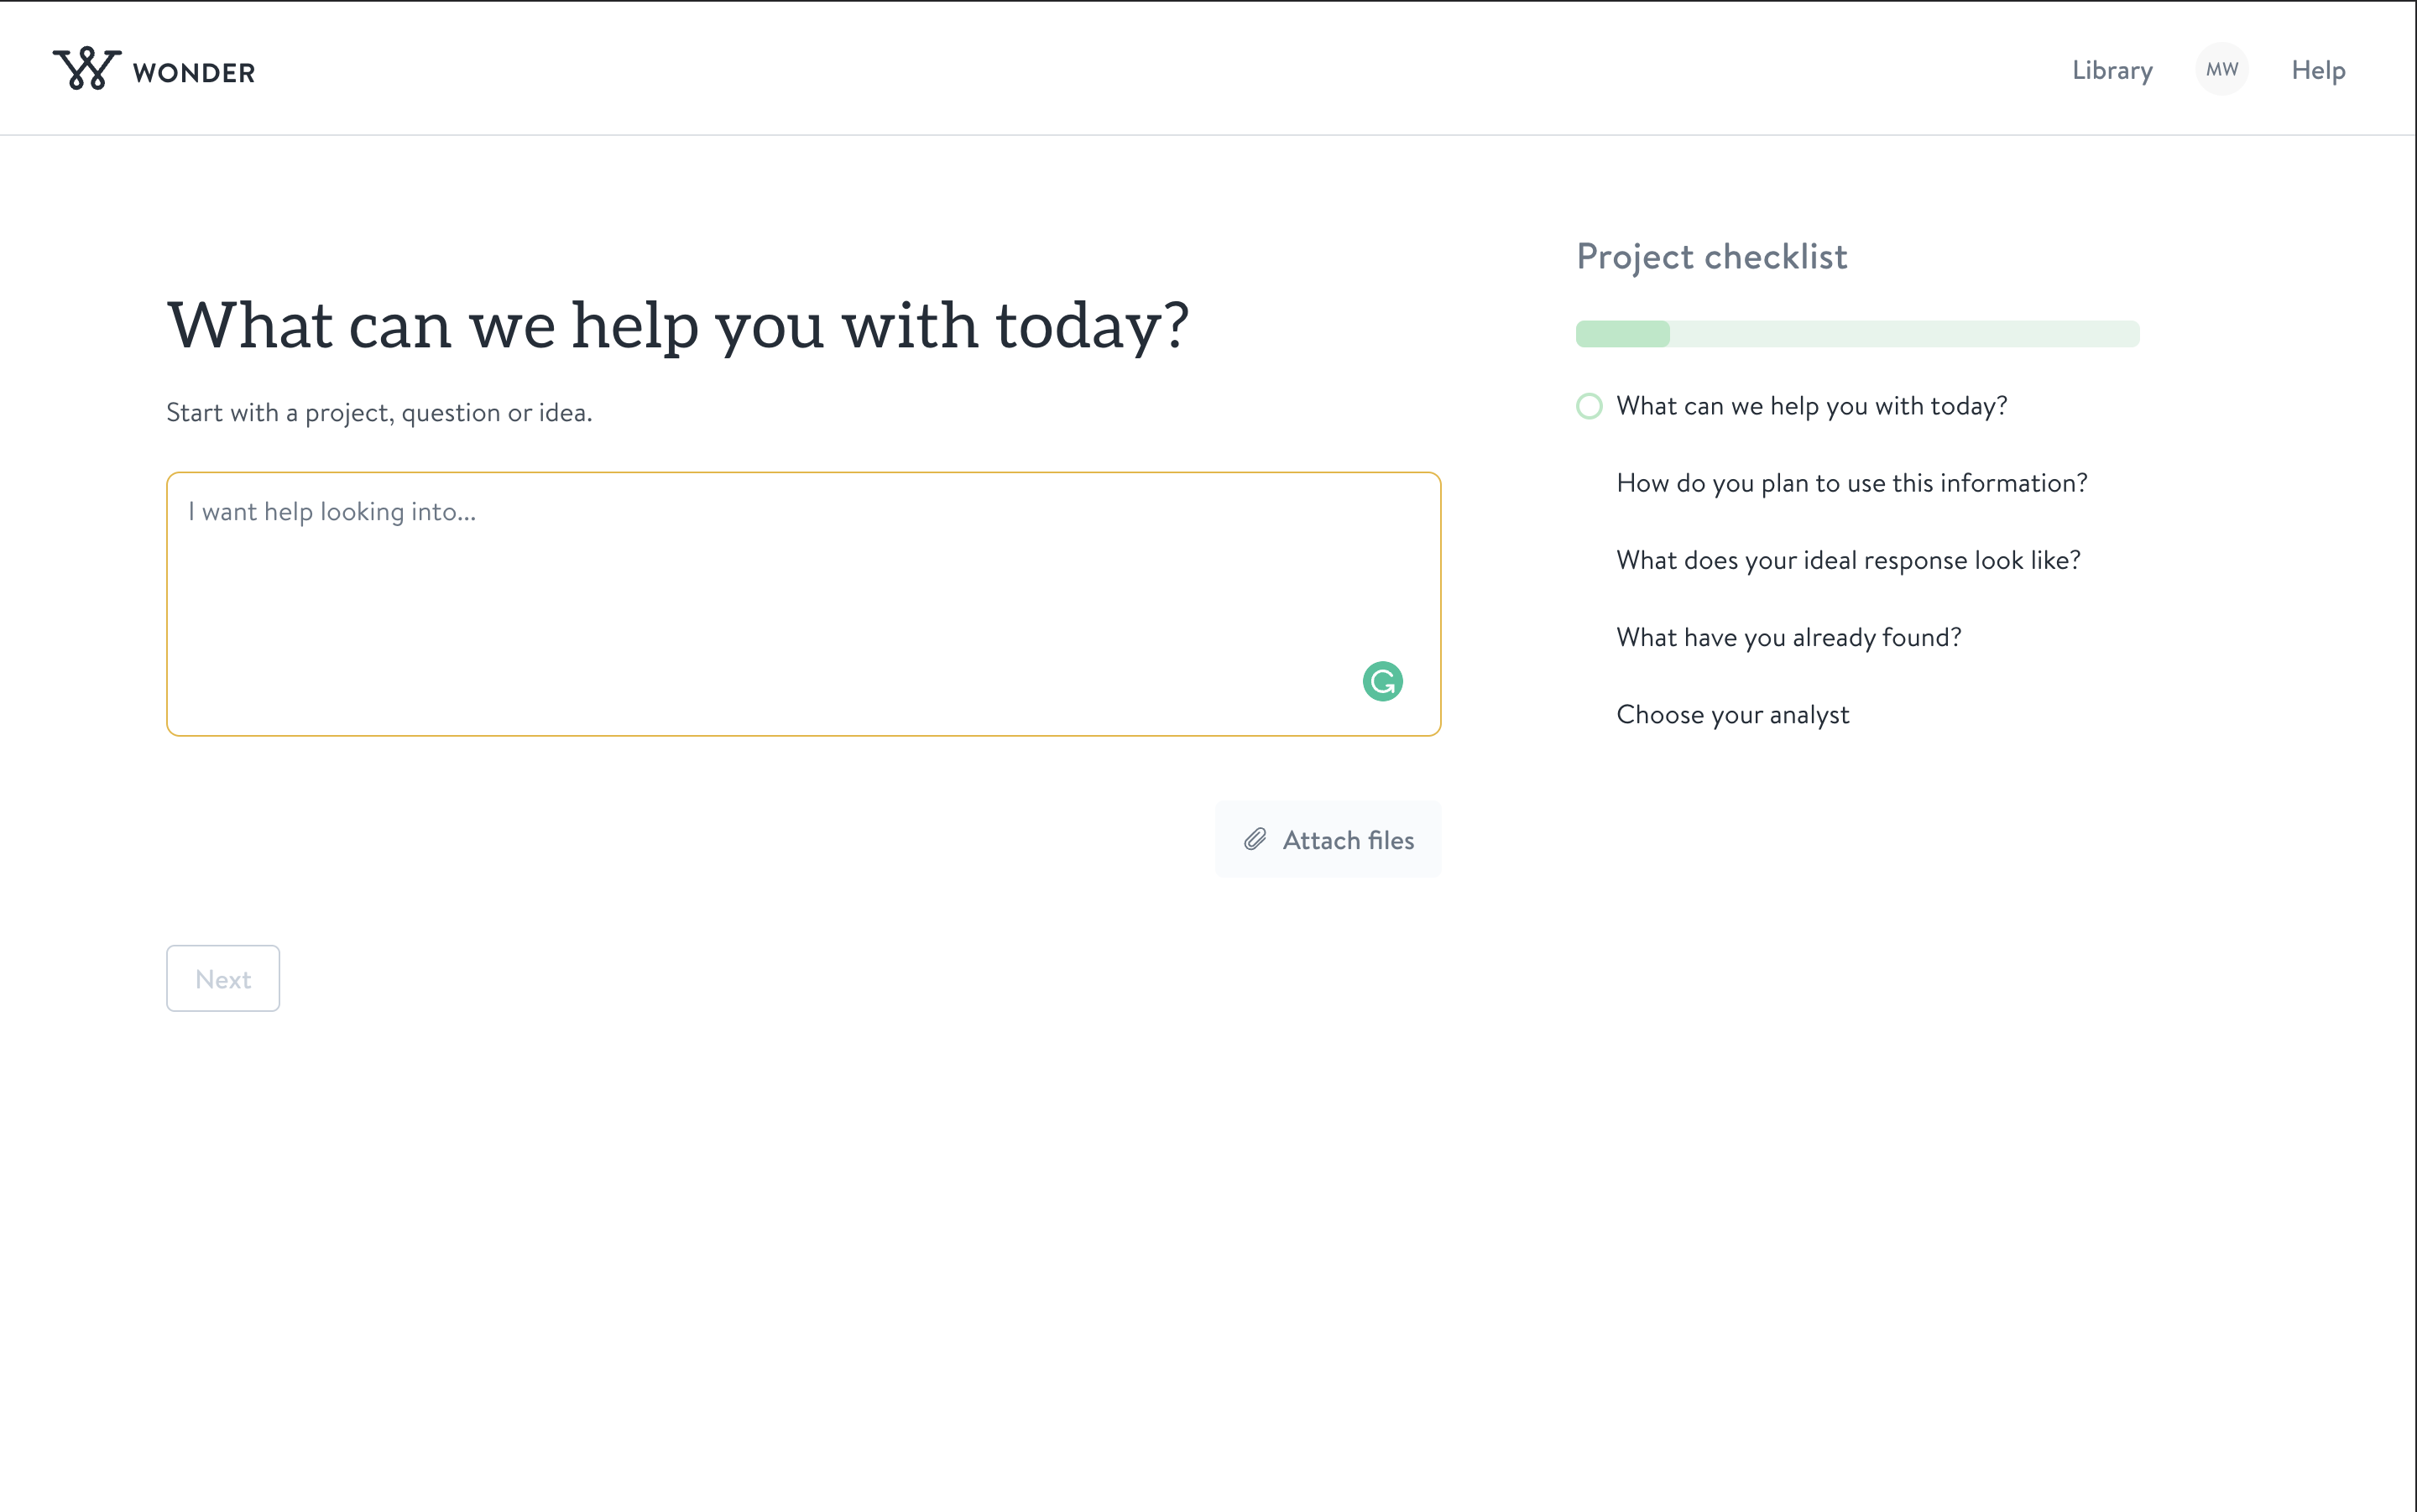 WONDER
Library
MW
Help
What can we help you with today?
Start with a project, question or idea.
I want help looking into...
Attach files
Next
Project checklist
What can we help you with today?
How do you plan to use this information?
What does your ideal response look like?
What have you already found?
Choose your analyst